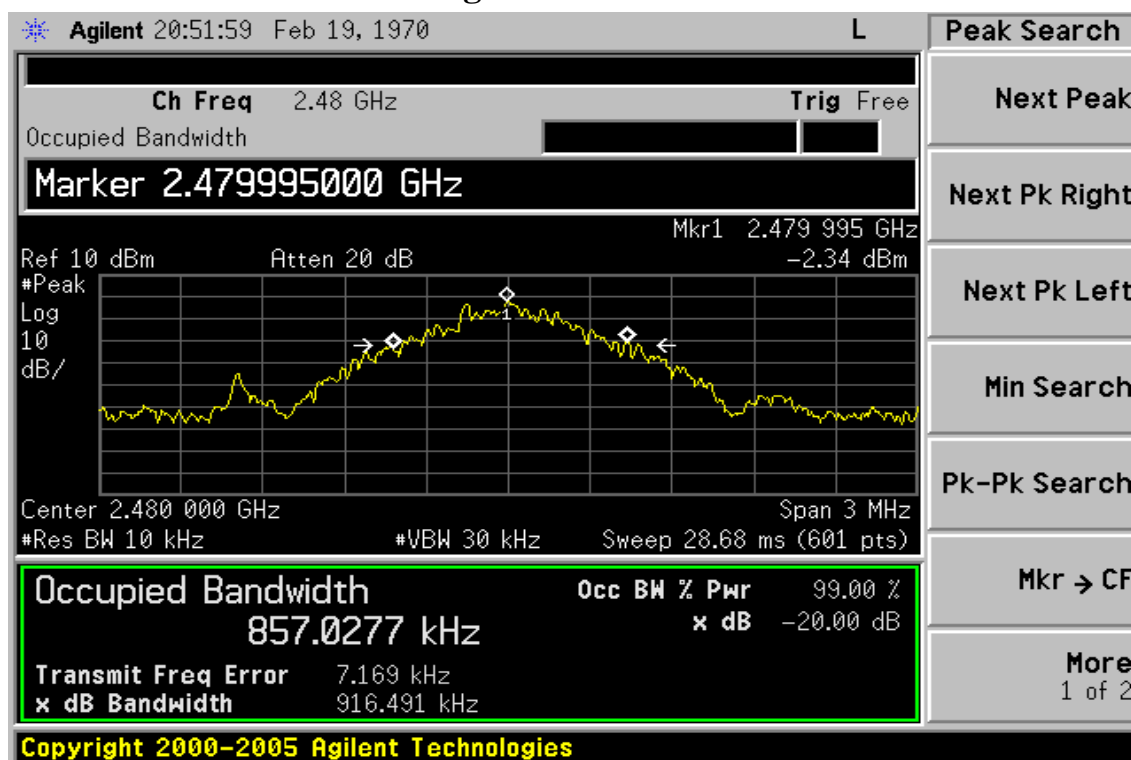 Agilent 20:51:59 Feb 19, 1970 L
Peak Search
Ch Freq 2.48 GHz Trig Free
Occupied Bandwidth
Marker 2.479995000 GHz
Mkr1 2.479 995 GHz
Ref 10 dBm Atten 20 dB -2.34 dBm
#Peak
Log
10
dB/
1
Center 2.480 000 GHz Span 3 MHz
#Res BW 10 kHz #VBW 30 kHz Sweep 28.68 ms (601 pts)
Occupied Bandwidth
857.0277 kHz
Occ BW % Pwr 99.00 %
x dB -20.00 dB
Transmit Freq Error 7.169 kHz
x dB Bandwidth 916.491 kHz
Next Peak
Next Pk Right
Next Pk Left
Min Search
Pk-Pk Search
Mkr → CF
More
1 of 2
Copyright 2000-2005 Agilent Technologies